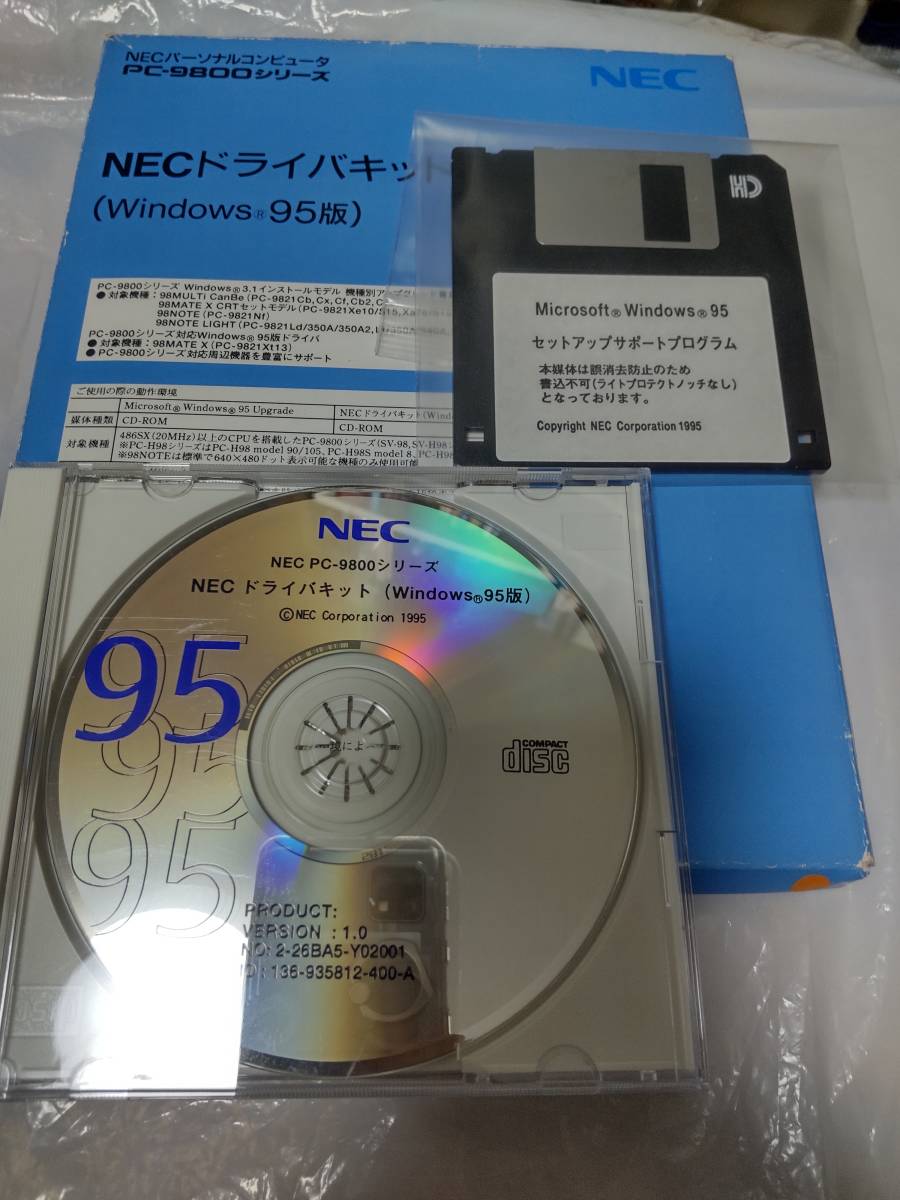 NECパーソナルコンピュータ
PC-9800シリーズ
NEC
NECドライバキット
(Windows®95版)
PC-9800シリーズ Windows®3.1インストールモデル 機種別
●対象機種：98MULTi CanBe (PC-9821Cb,Cx,Cf,Cb2,
98MATE X CRTセットモデル(PC-9821Xe10/
98NOTE (PC-9821Nf)
98NOTE LIGHT (PC-9821Ld/350A/350A2,
PC-9800シリーズ対応Windows®95版ドライバ
●対象機種：98MATE X (PC-9821Xt13)
●PC-9800シリーズ対応周辺機器を豊富にサポート
ご使用の際の動作環境
Microsoft®Windows®95 Upgrade
NECドライバキット(Windo
媒体種類
CD-ROM
CD-ROM
対象機種
486SX(20MHz)以上のCPUを搭載したPC-9800シリーズ(SV-98,SV-H98
※PC-H98シリーズはPC-H98 model 90/105、PC-H98S model 8、
※98NOTEは標準で640×480ドット表示可能な機種のみ使用可能
HD
Microsoft®Windows®95
セットアップサポートプログラム
本媒体は誤消去防止のため
書込不可(ライトプロテクトノッチなし)
となっております。
Copyright NEC Corporation 1995
NEC
NEC PC-9800シリーズ
NEC ドライバキット (Windows®95版)
©NEC Corporation 1995
95
95
95
COMPACT
disc
PRODUCT:
VERSION : 1.0
NO: 2-26BA5-Y02001
ID : 136-935812-400-A